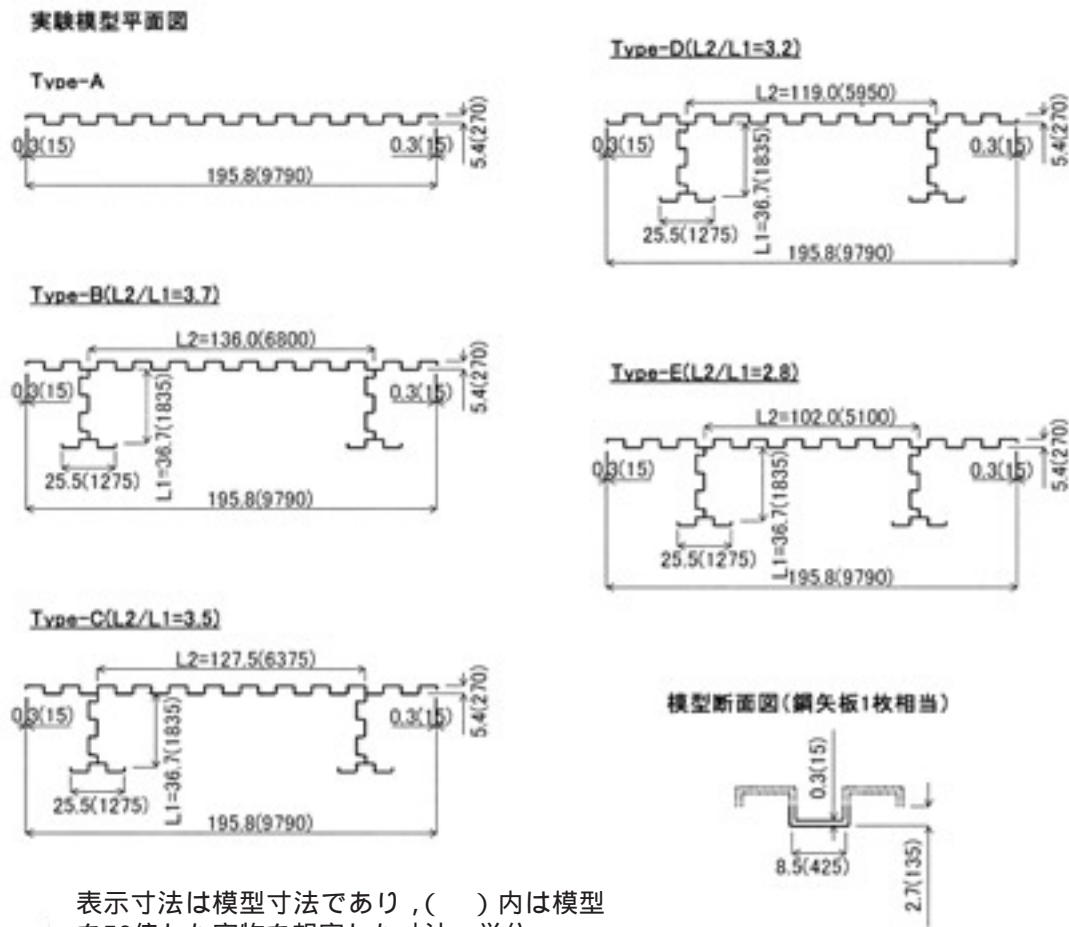 実験模型平面図
Type-A
0.3(15)
0.3(15)
5.4(270)
195.8(9790)
Type-B(L2/L1=3.7)
L2=136.0(6800)
0.3(15)
0.3(15)
5.4(270)
L1=36.7(1835)
25.5(1275)
195.8(9790)
Type-C(L2/L1=3.5)
L2=127.5(6375)
0.3(15)
0.3(15)
5.4(270)
L1=36.7(1835)
25.5(1275)
195.8(9790)
Type-D(L2/L1=3.2)
L2=119.0(5950)
0.3(15)
0.3(15)
5.4(270)
L1=36.7(1835)
25.5(1275)
195.8(9790)
Type-E(L2/L1=2.8)
L2=102.0(5100)
0.3(15)
0.3(15)
5.4(270)
L1=36.7(1835)
25.5(1275)
195.8(9790)
模型断面図(鋼矢板1枚相当)
0.3(15)
8.5(425)
2.7(135)
表示寸法は模型寸法であり,( )内は模型